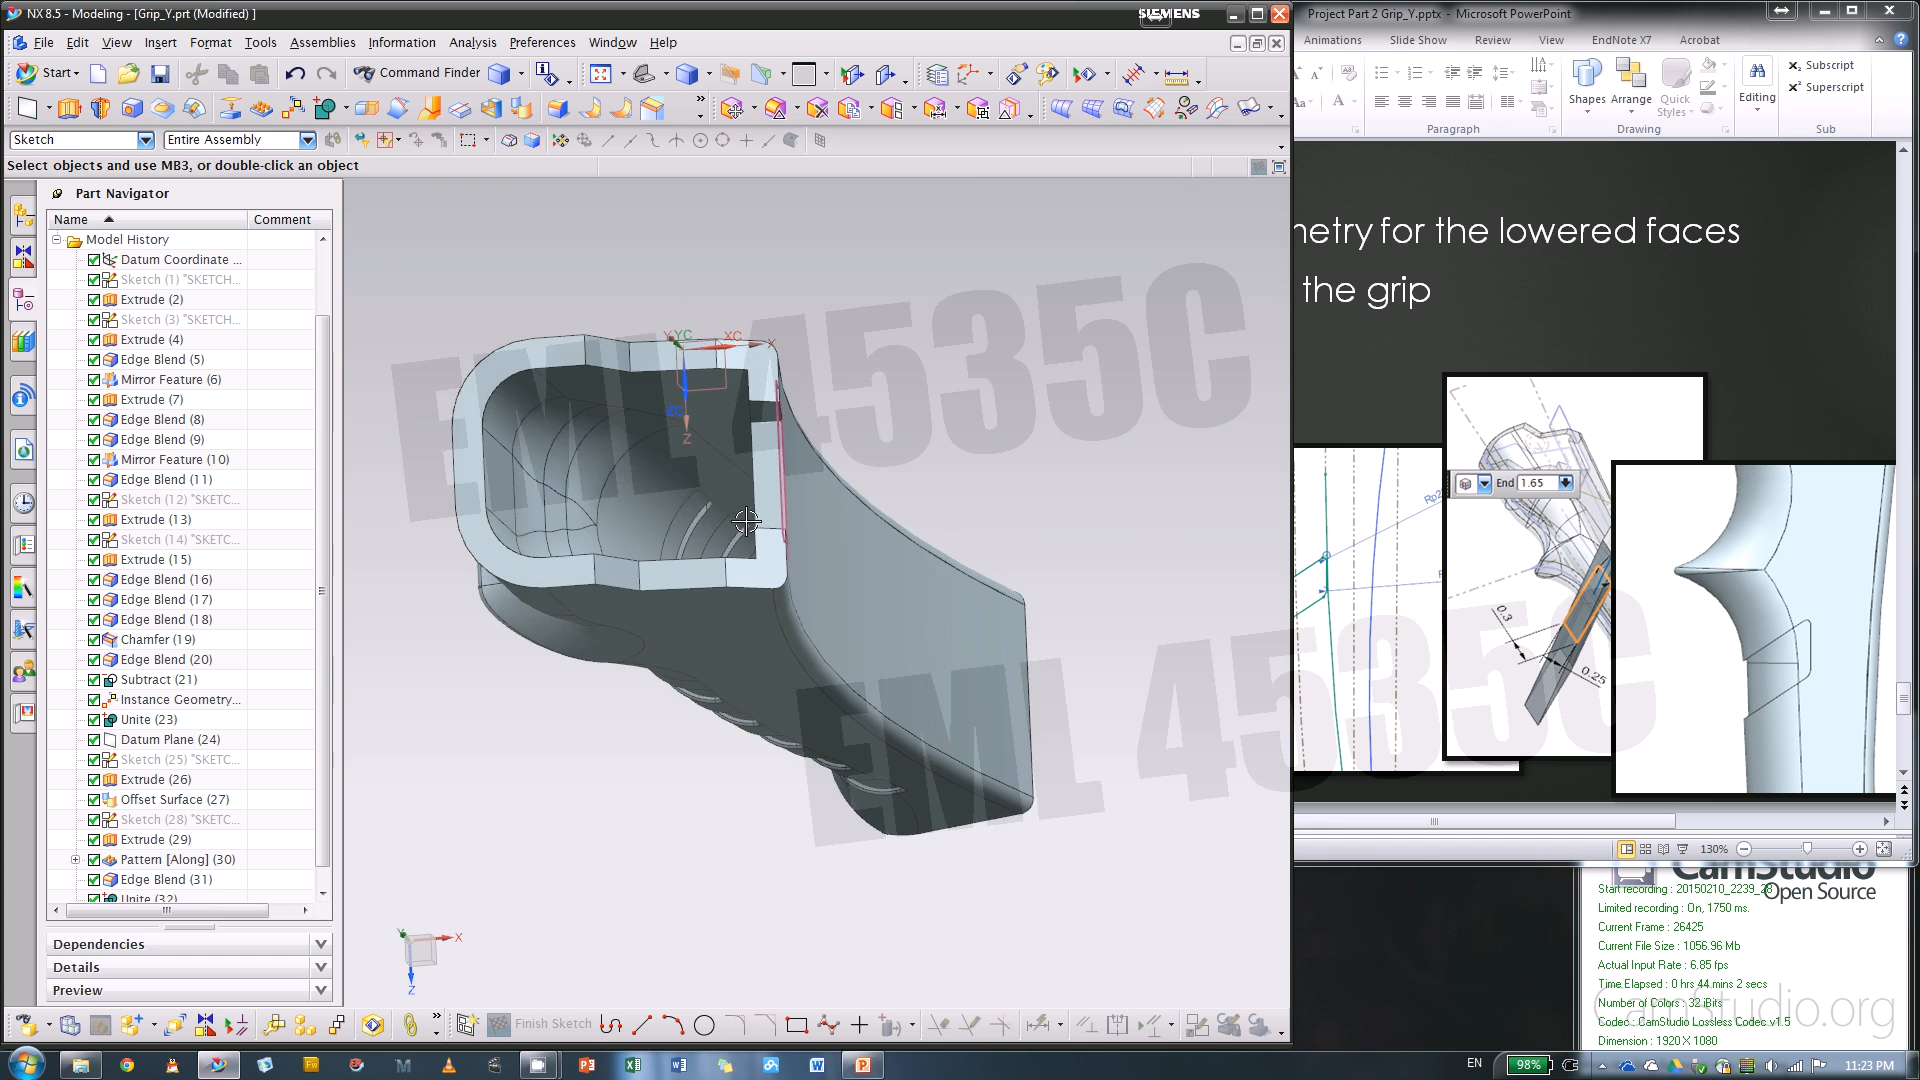 NX 8.5 - Modeling - [Grip_Y.prt (Modified) ]
SIEMENS
File Edit View Insert Format Tools Assemblies Information Analysis Preferences Window Help
Start
Command Finder
Sketch
Entire Assembly
Select objects and use MB3, or double-click an object
Part Navigator
Name
Comment
Model History
Datum Coordinate ...
Sketch (1) "SKETCH...
Extrude (2)
Sketch (3) "SKETCH...
Extrude (4)
Edge Blend (5)
Mirror Feature (6)
Extrude (7)
Edge Blend (8)
Edge Blend (9)
Mirror Feature (10)
Edge Blend (11)
Sketch (12) "SKETC...
Extrude (13)
Sketch (14) "SKETC...
Extrude (15)
Edge Blend (16)
Edge Blend (17)
Edge Blend (18)
Chamfer (19)
Edge Blend (20)
Subtract (21)
Instance Geometry...
Unite (23)
Datum Plane (24)
Sketch (25) "SKETC...
Extrude (26)
Offset Surface (27)
Sketch (28) "SKETC...
Extrude (29)
Pattern [Along] (30)
Edge Blend (31)
Unite (32)
Dependencies
Details
Preview
YC
XC
X
ZC
Z
EML 4535C
EML 4535C
Y
X
Z
Finish Sketch
Project Part 2 Grip_Y.pptx - Microsoft PowerPoint
Animations Slide Show Review View EndNote X7 Acrobat
Shapes Arrange Quick Styles
Editing
Subscript
Superscript
Paragraph
Drawing
Sub
metry for the lowered faces
the grip
End 1.65
0.3
0.25
130%
CamStudio
Open Source
Start recording : 20150210_2239_28
Limited recording : On, 1750 ms.
Current Frame : 26425
Current File Size : 1056.96 Mb
Actual Input Rate : 6.85 fps
Time Elapsed : 0 hrs 44 mins 2 secs
Number of Colors : 32 Bits
Codec : CamStudio Lossless Codec v1.5
Dimension : 1920 X 1080
CamStudio.org
EN
98%
11:23 PM